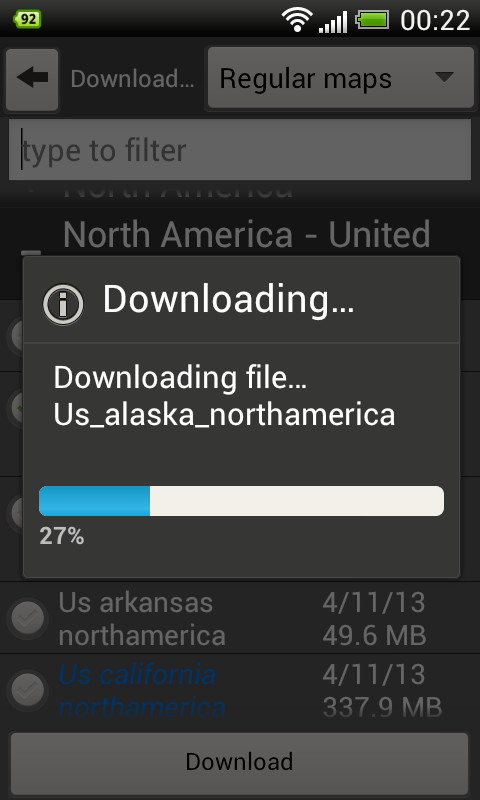 92
00:22
Download...
Regular maps
type to filter
North America
North America - United
Downloading...
Downloading file...
Us_alaska_northamerica
27%
Us arkansas
northamerica
4/11/13
49.6 MB
Us california
northamerica
4/11/13
337.9 MB
Download